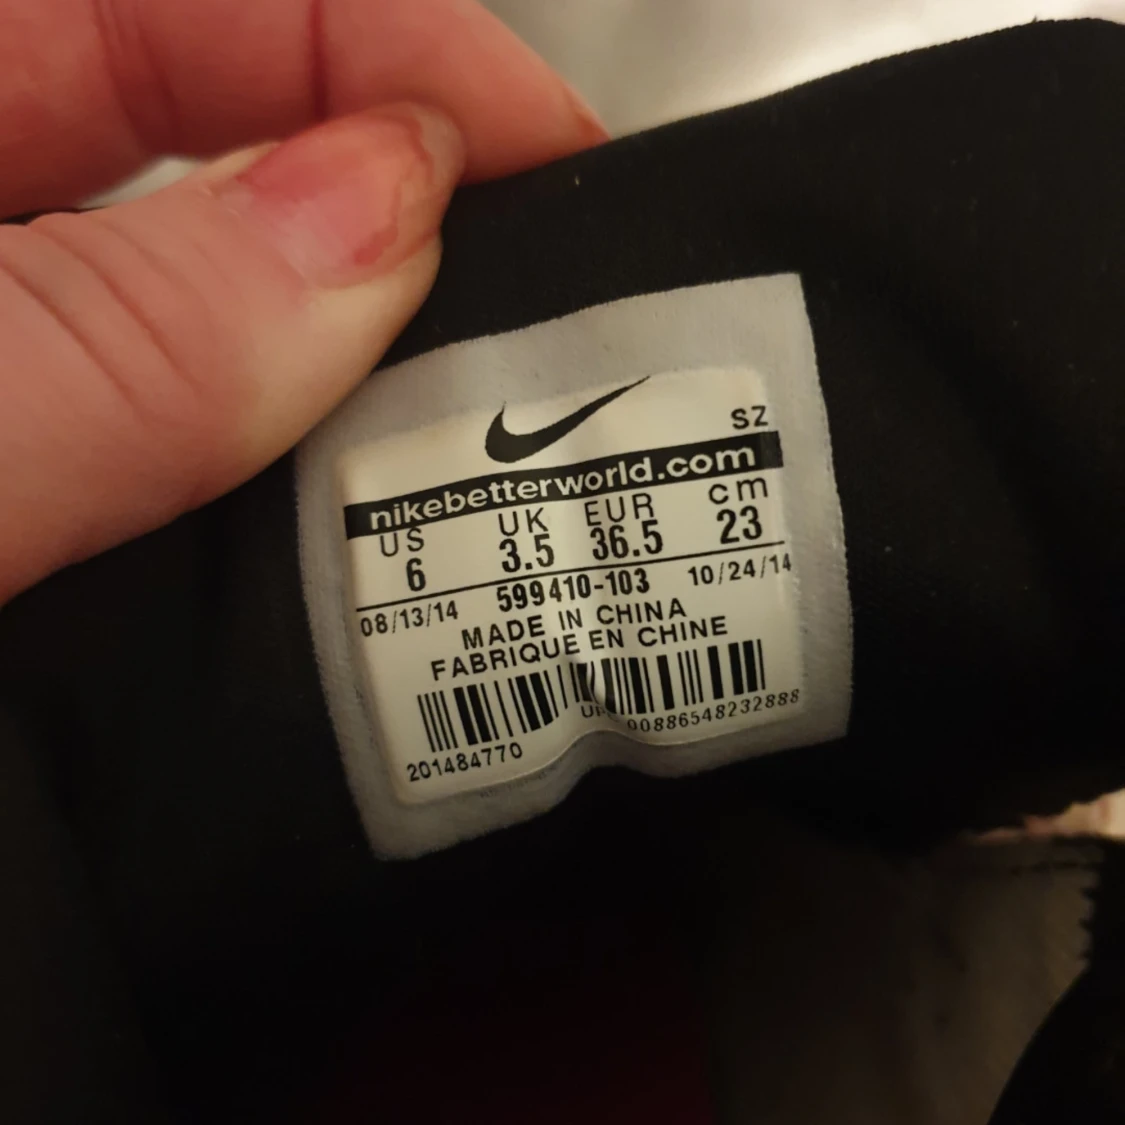 SZ
nikebetterworld.com
US UK EUR cm
6 3.5 36.5 23
08/13/14 599410-103 10/24/14
MADE IN CHINA
FABRIQUE EN CHINE
00886548232888
201484770